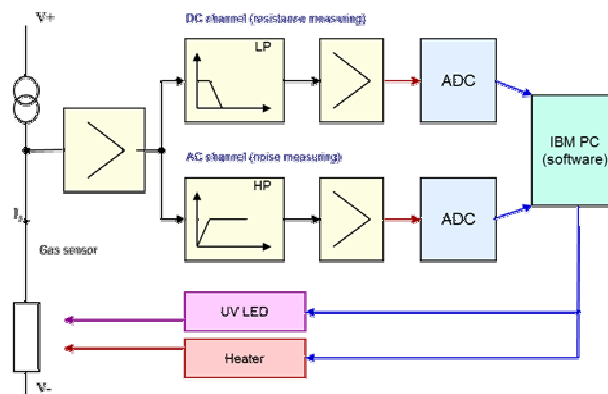 V+
DC channel (resistance measuring)
LP
ADC
IBM PC
(software)
AC channel (noise measuring)
HP
ADC
Is
Gas sensor
UV LED
Heater
V-